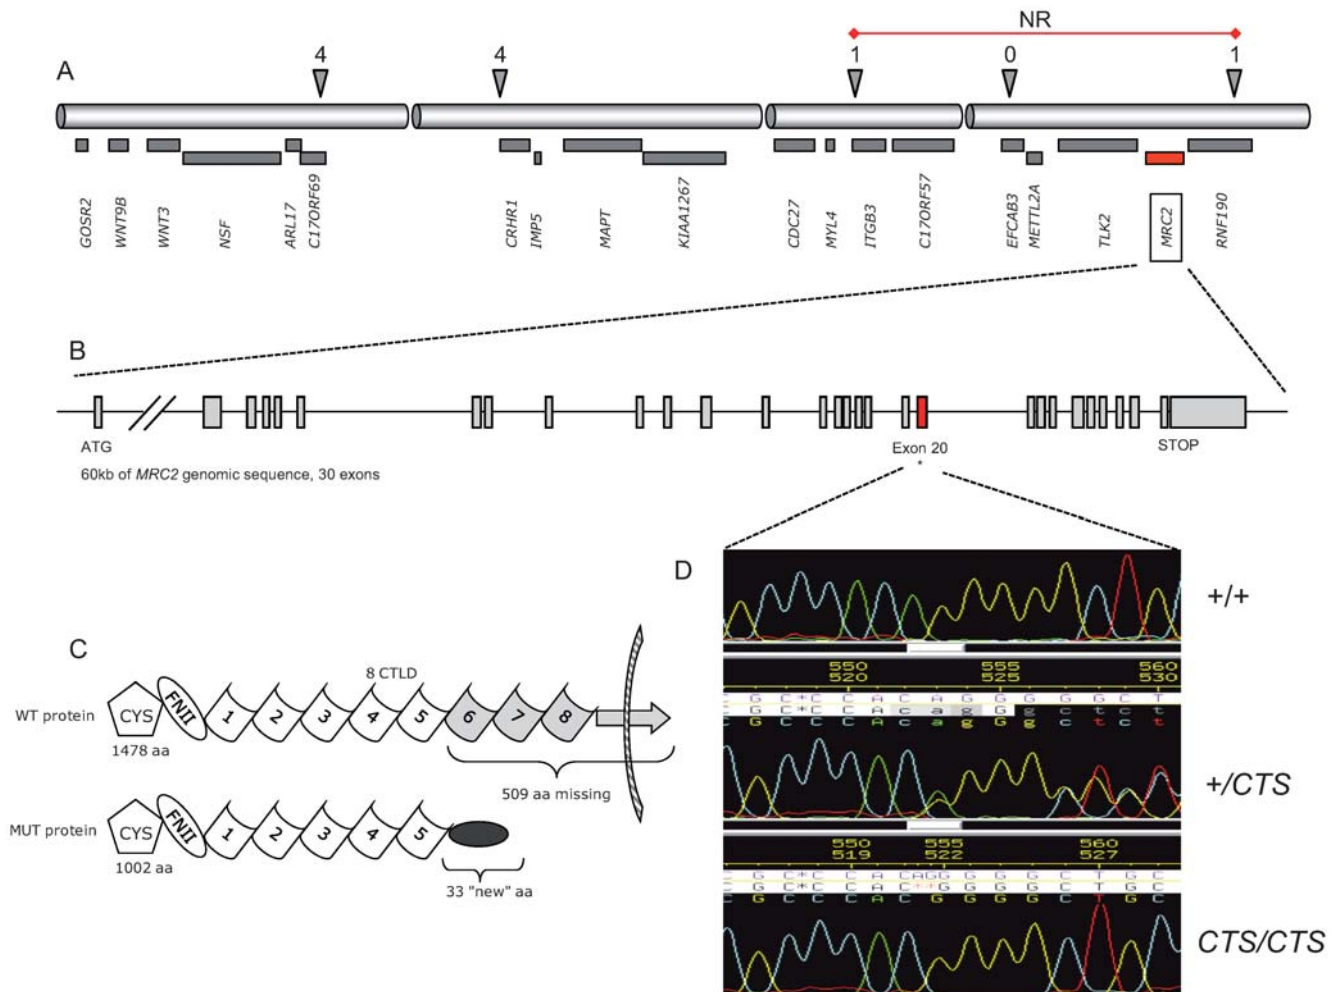 NR
4 4 1 0 1
A
GOSR2 WNT9B WNT3 NSF ARL17 C17ORF69 CRHR1 IMP5 MAPT KIAA1267 CDC27 MYL4 ITGB3 C17ORF57 EFCAB3 METTL2A TLK2 MRC2 RNF190
B
ATG Exon 20 STOP
*
60kb of MRC2 genomic sequence, 30 exons
D
+/+
C
8 CTLD
WT protein CYS FNII 1 2 3 4 5 6 7 8
1478 aa
509 aa missing
MUT protein CYS FNII 1 2 3 4 5
1002 aa
33 "new" aa
550 555 560
520 525 530
C G C * C C A C A G G G G C T
C G C * C C A C a g G g c t c t
C G C C C A C a g G g c t c t
+/CTS
550 555 560
519 522 527
C G C * C C A C A G G G G G C T G C
C G C * C C A C * * G G G G C T G C
C G C C C A C G G G G C T G C
CTS/CTS